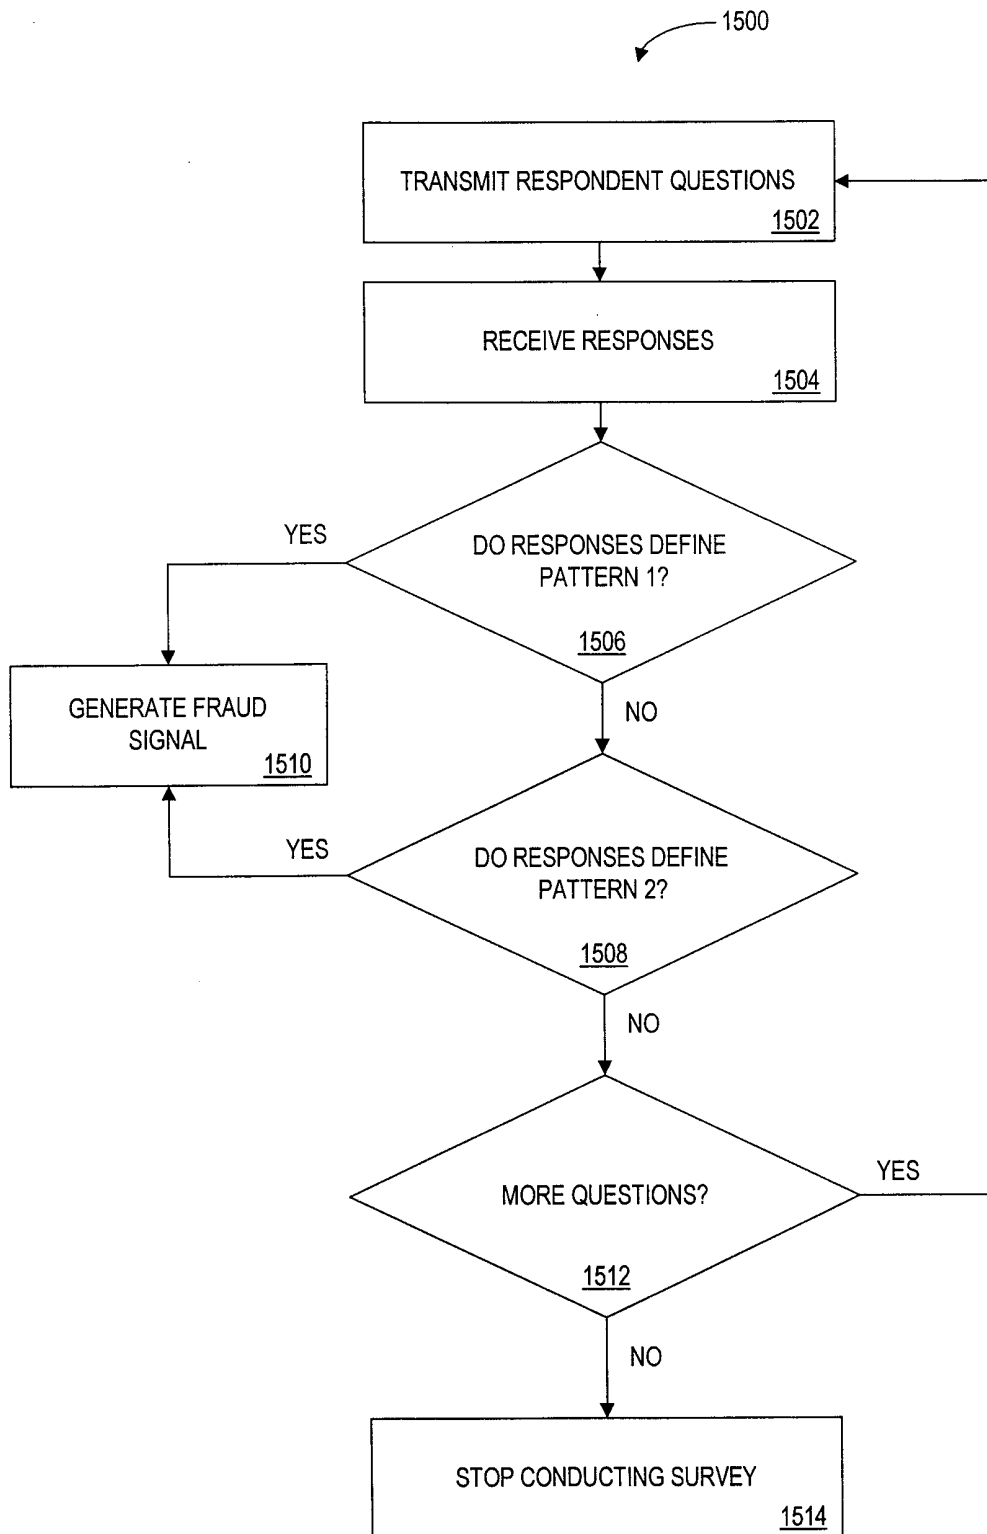 1500
TRANSMIT RESPONDENT QUESTIONS
1502
RECEIVE RESPONSES
1504
YES
DO RESPONSES DEFINE
PATTERN 1?
1506
NO
GENERATE FRAUD
SIGNAL
1510
YES
DO RESPONSES DEFINE
PATTERN 2?
1508
NO
MORE QUESTIONS?
YES
1512
NO
STOP CONDUCTING SURVEY
1514